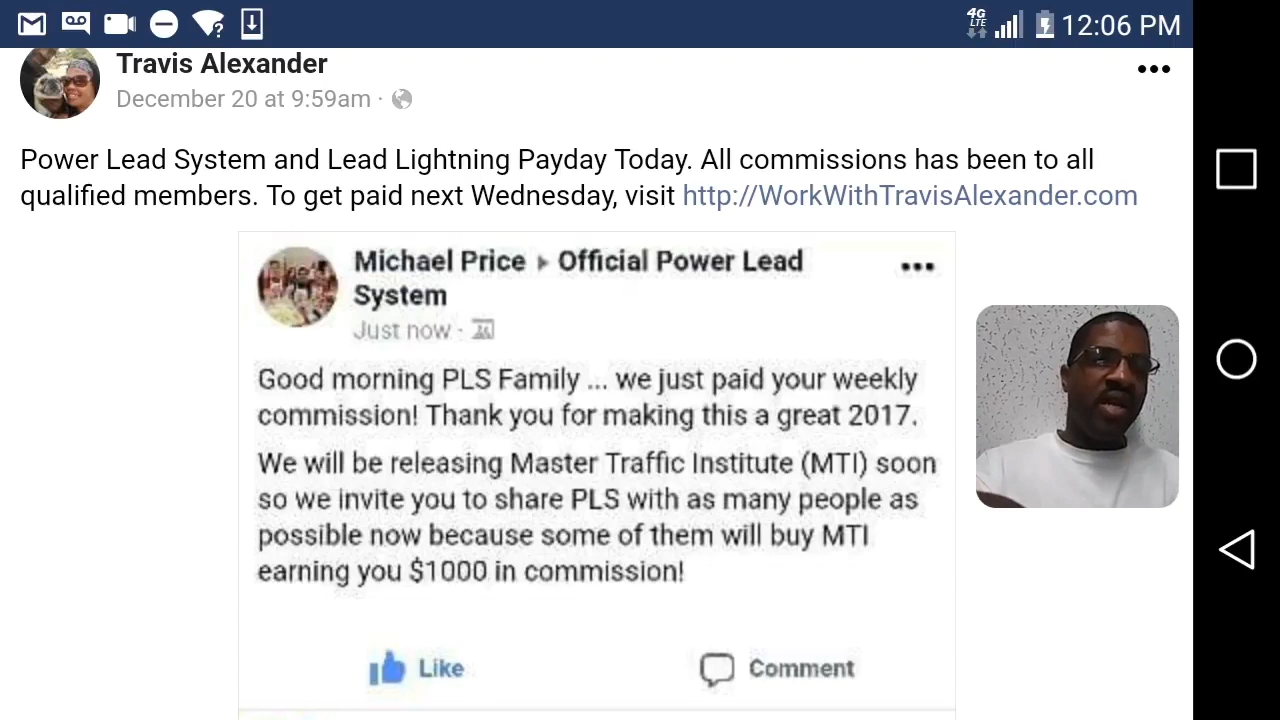 4G
LTE
12:06 PM
Travis Alexander
December 20 at 9:59am ·
Power Lead System and Lead Lightning Payday Today. All commissions has been to all
qualified members. To get paid next Wednesday, visit http://WorkWithTravisAlexander.com
Michael Price ▸ Official Power Lead
System
Just now ·
Good morning PLS Family ... we just paid your weekly
commission! Thank you for making this a great 2017.
We will be releasing Master Traffic Institute (MTI) soon
so we invite you to share PLS with as many people as
possible now because some of them will buy MTI
earning you $1000 in commission!
Like
Comment